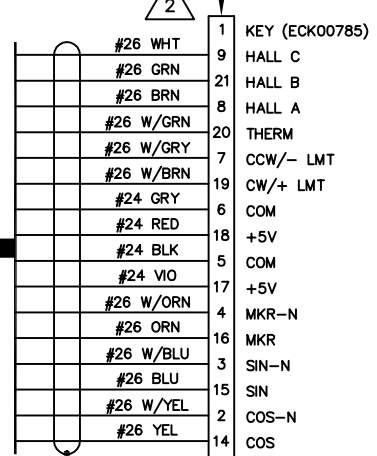 2
1 KEY (ECK00785)
#26 WHT 9 HALL C
#26 GRN 21 HALL B
#26 BRN 8 HALL A
#26 W/GRN 20 THERM
#26 W/GRY 7 CCW/- LMT
#26 W/BRN 19 CW/+ LMT
#24 GRY 6 COM
#24 RED 18 +5V
#24 BLK 5 COM
#24 VIO 17 +5V
#26 W/ORN 4 MKR-N
#26 ORN 16 MKR
#26 W/BLU 3 SIN-N
#26 BLU 15 SIN
#26 W/YEL 2 COS-N
#26 YEL 14 COS